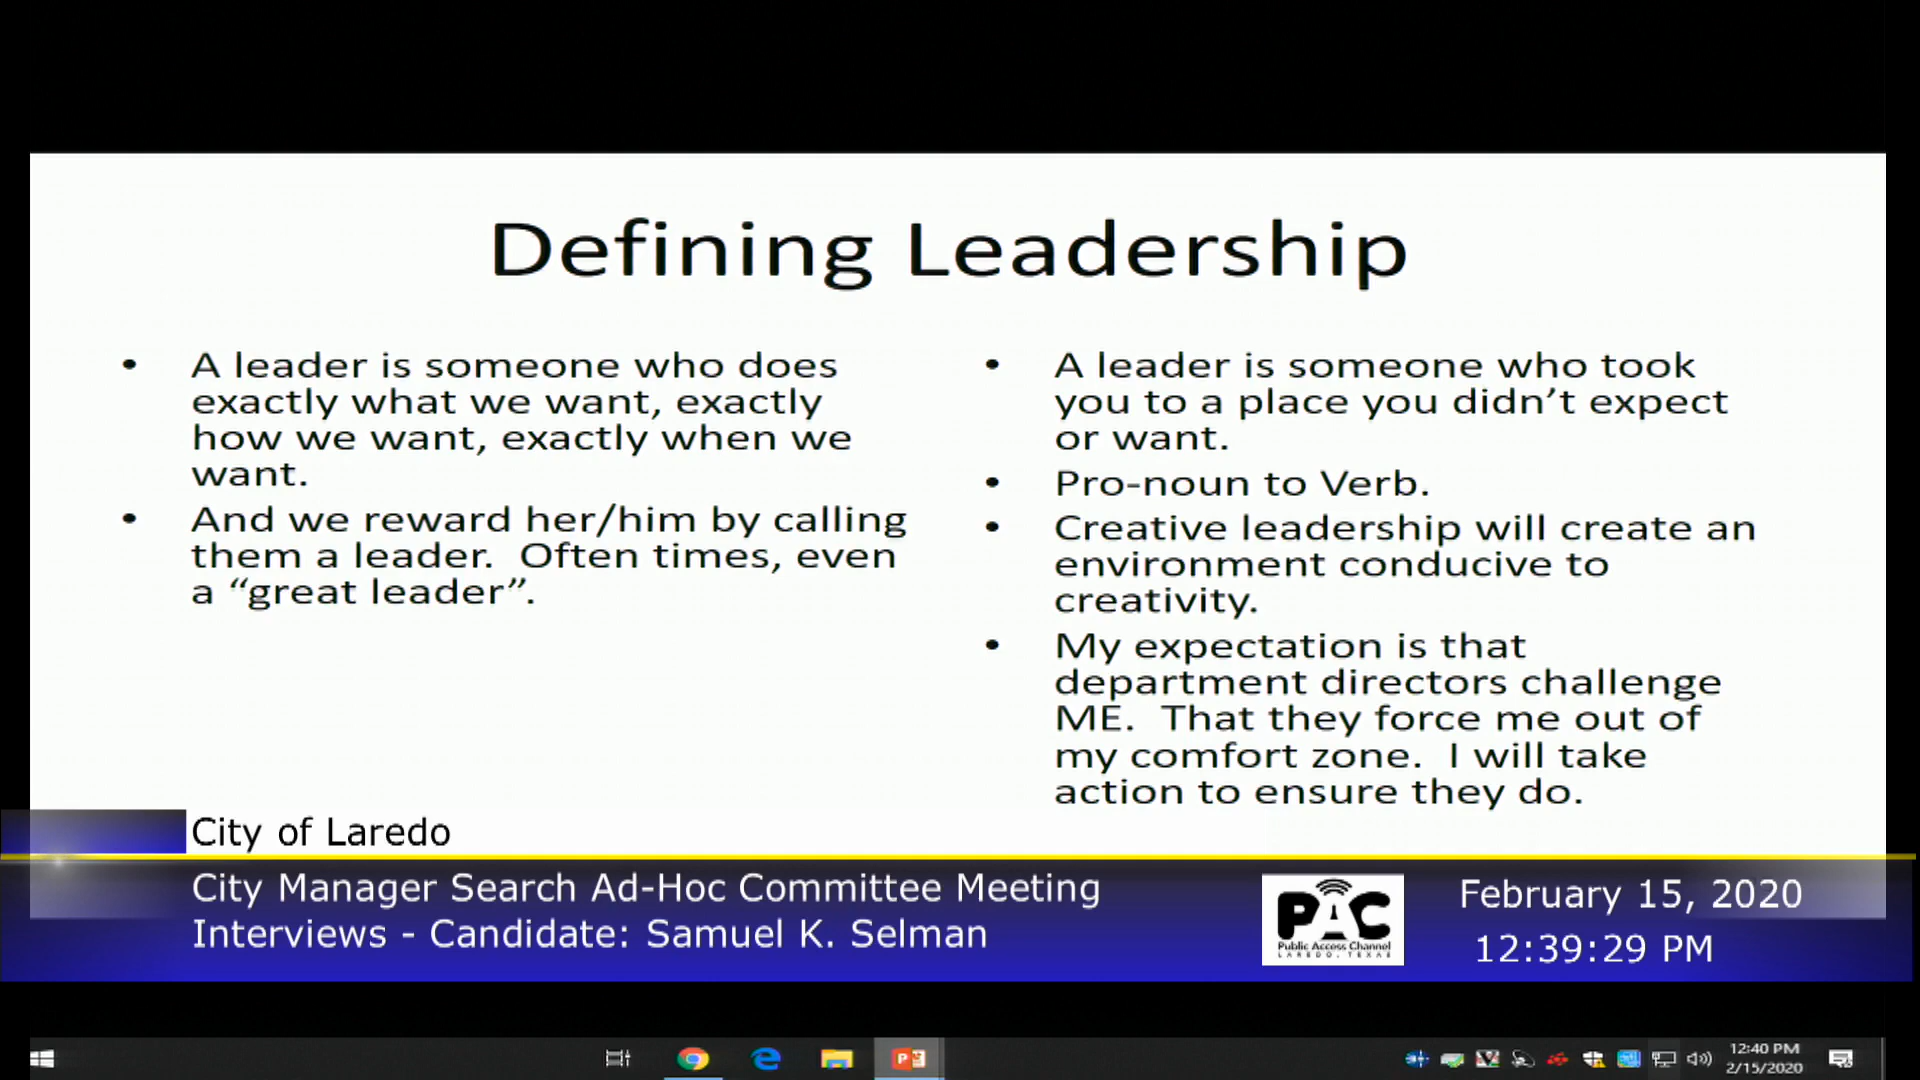 Defining Leadership
• A leader is someone who does
exactly what we want, exactly
how we want, exactly when we
want.
• And we reward her/him by calling
them a leader.  Often times, even
a “great leader”.
• A leader is someone who took
you to a place you didn’t expect
or want.
• Pro-noun to Verb.
• Creative leadership will create an
environment conducive to
creativity.
• My expectation is that
department directors challenge
ME.  That they force me out of
my comfort zone.  I will take
action to ensure they do.
City of Laredo
City Manager Search Ad-Hoc Committee Meeting
Interviews - Candidate: Samuel K. Selman
PAC
Public Access Channel
LAREDO, TEXAS
February 15, 2020
12:39:29 PM
12:40 PM
2/15/2020